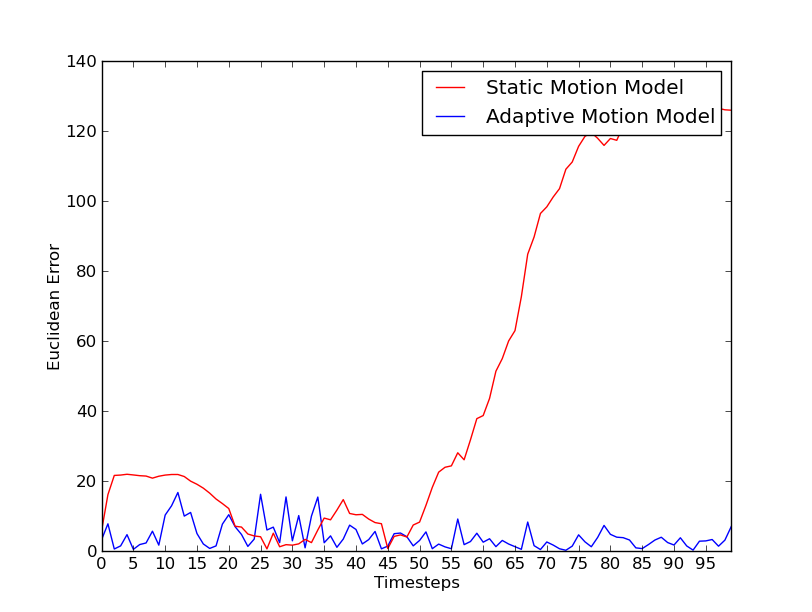 140
120
100
80
60
40
20
0
Euclidean Error
Static Motion Model
Adaptive Motion Model
0 5 10 15 20 25 30 35 40 45 50 55 60 65 70 75 80 85 90 95
Timesteps